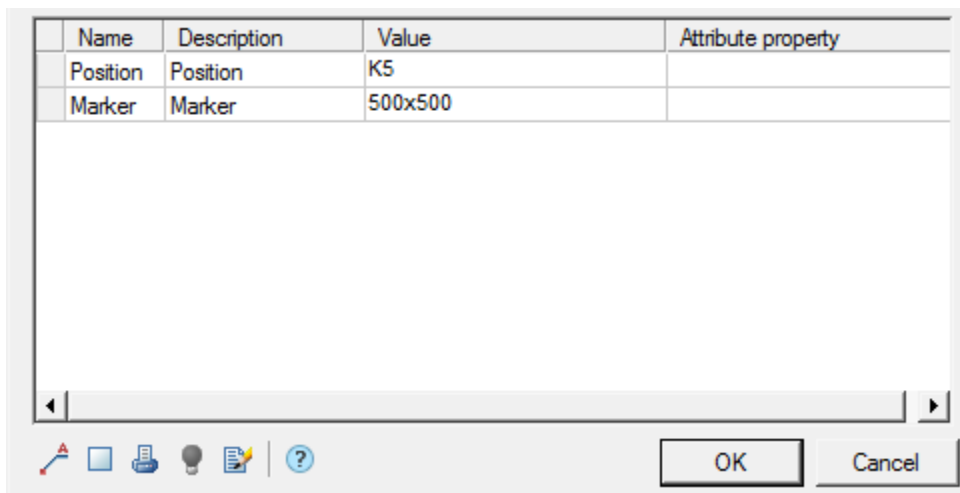 Name Description Value Attribute property
Position Position K5
Marker Marker 500x500
A ?
OK Cancel